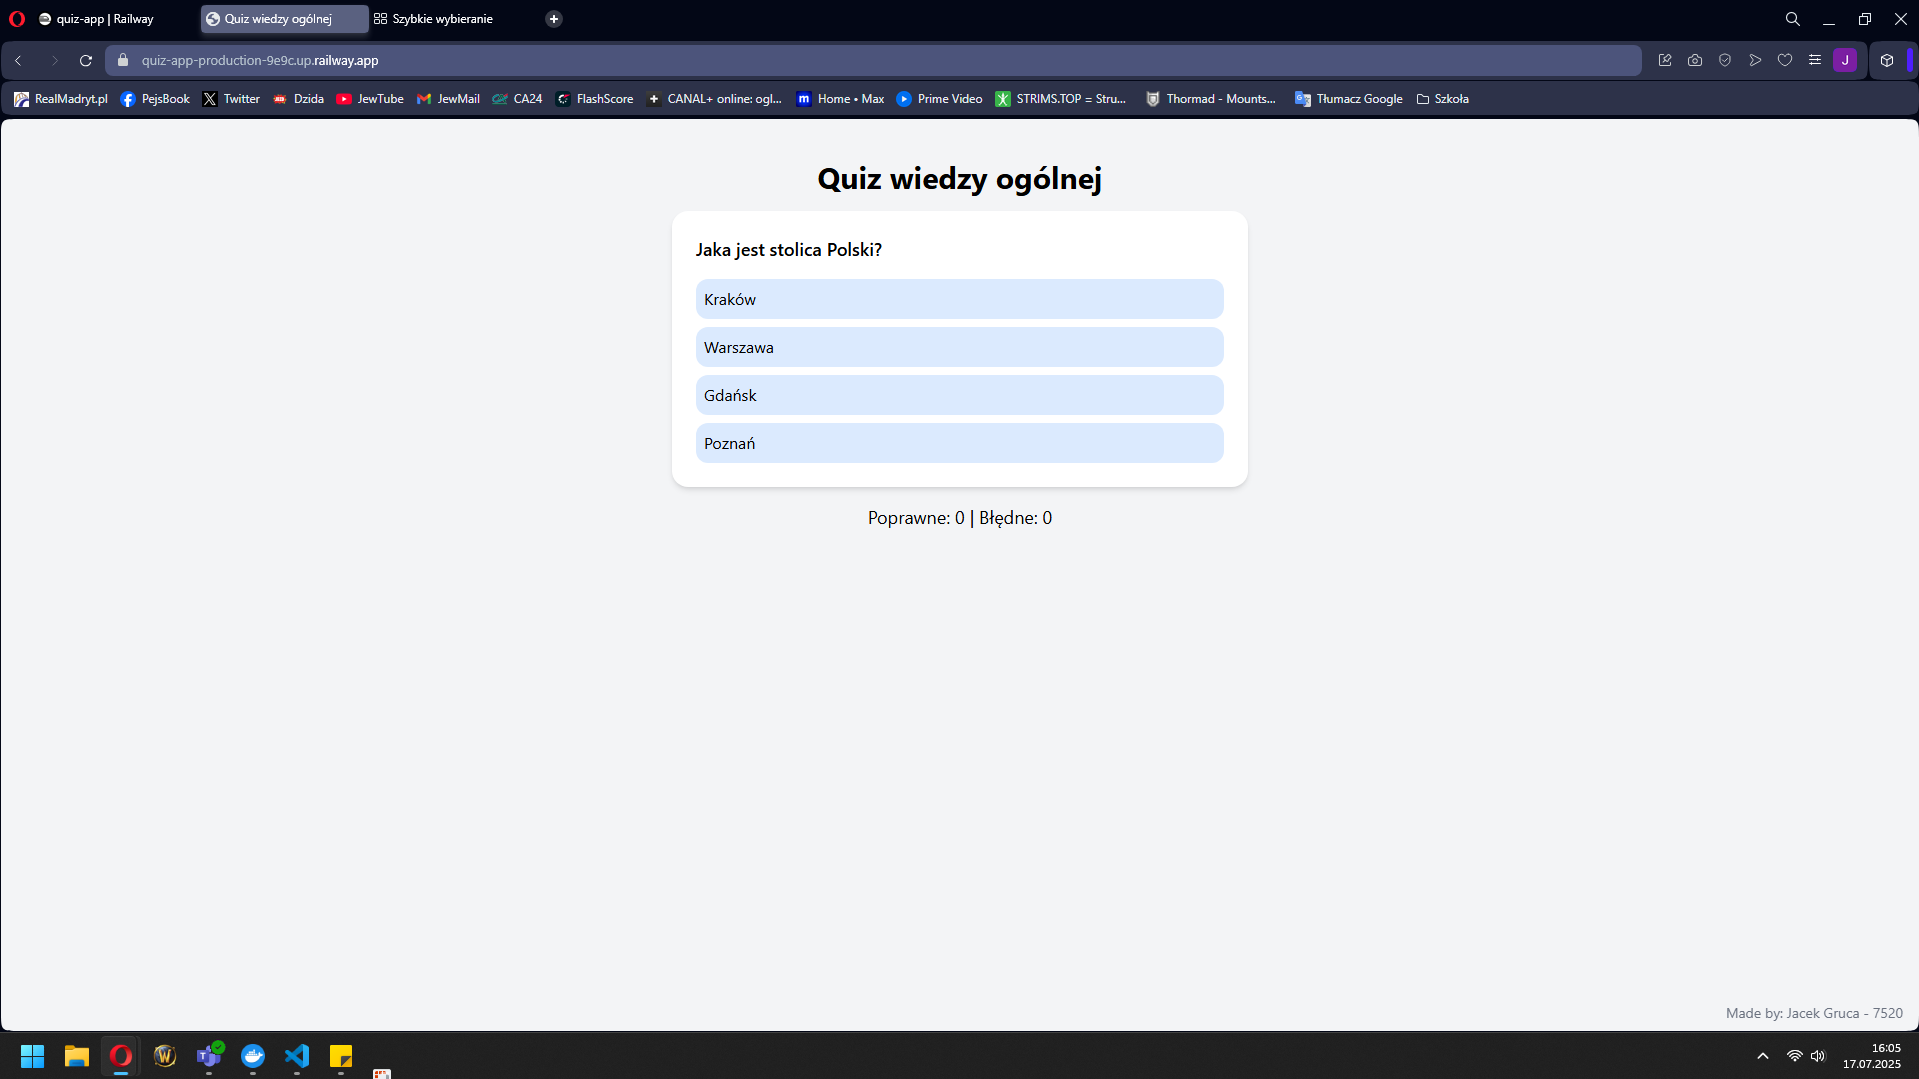 quiz-app | Railway
Quiz wiedzy ogólnej
Szybkie wybieranie
quiz-app-production-9e9c.up.railway.app
J
RealMadryt.pl
PejsBook
Twitter
Dzida
JewTube
JewMail
CA24
FlashScore
CANAL+ online: ogl...
Home • Max
Prime Video
STRIMS.TOP = Stru...
Thormad - Mounts...
Tłumacz Google
Szkoła
Quiz wiedzy ogólnej
Jaka jest stolica Polski?
Kraków
Warszawa
Gdańsk
Poznań
Poprawne: 0 | Błędne: 0
Made by: Jacek Gruca - 7520
16:05
17.07.2025